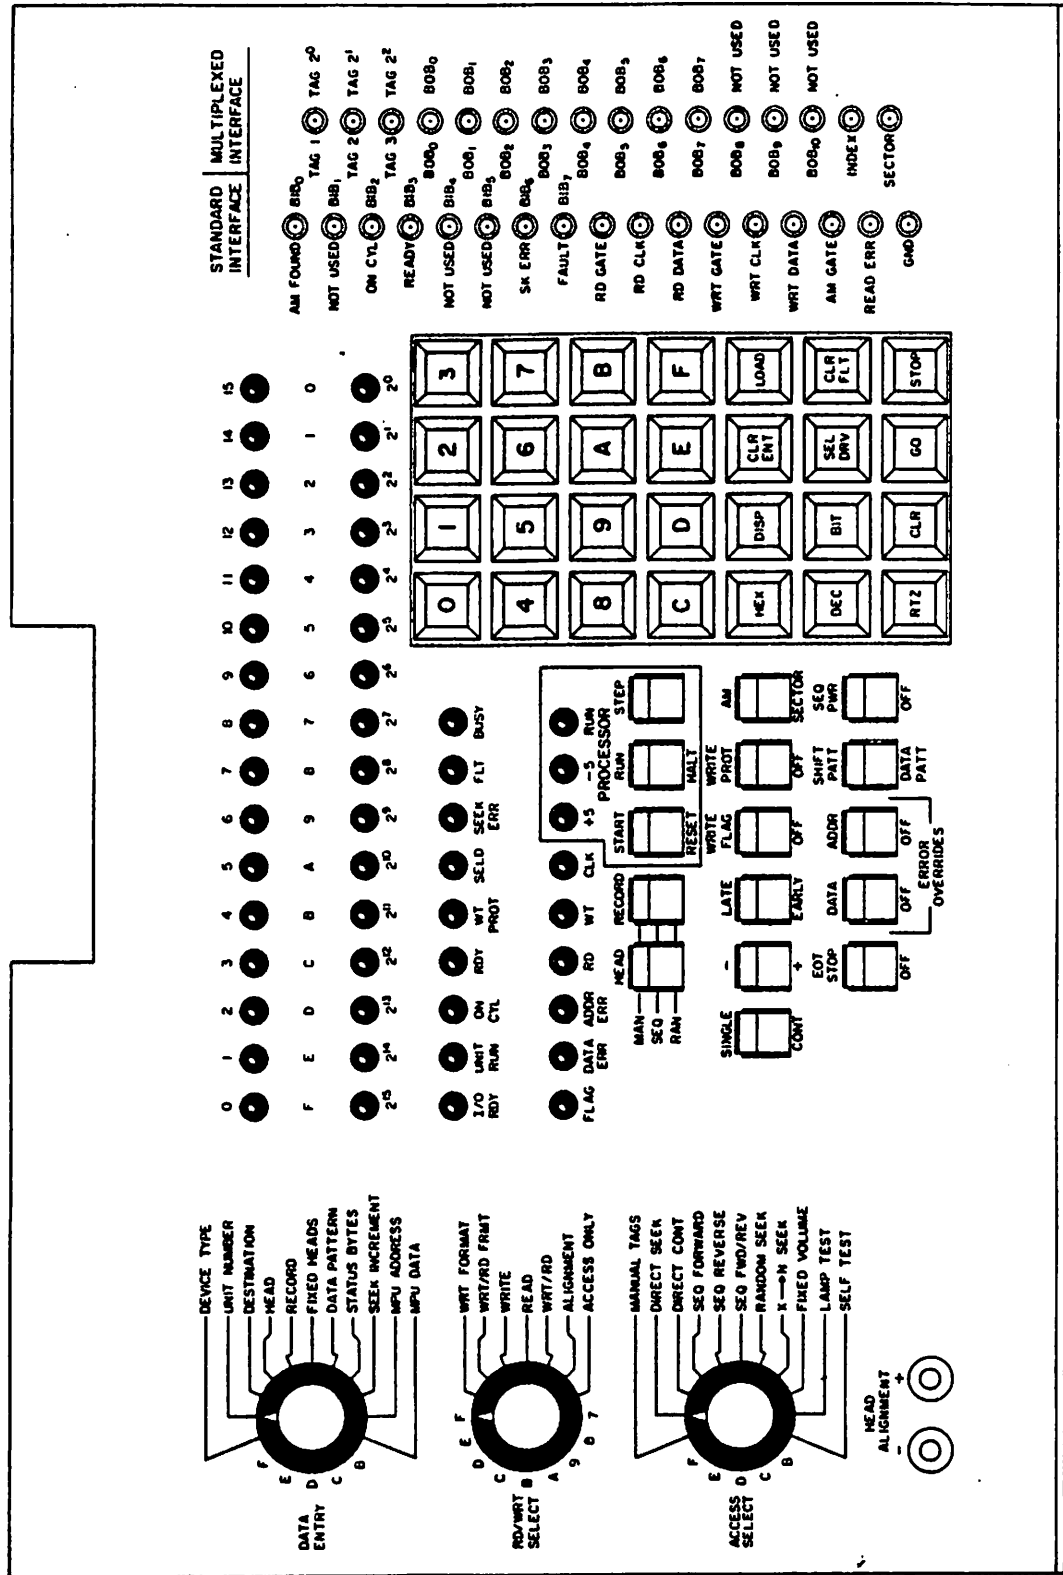 DEVICE TYPE
UNIT NUMBER
DESTINATION
HEAD
RECORD
FIXED HEADS
DATA PATTERN
STATUS BYTES
SEEK INCREMENT
MPU ADDRESS
MPU DATA
F
E
D
C
B
DATA
ENTRY
WRT FORMAT
WRT/RD FRMT
WRITE
READ
WRT/RD
ALIGNMENT
ACCESS ONLY
F
E
D
C
B
A
9
8
7
RD/WRT
SELECT
MANUAL TAGS
DIRECT SEEK
DIRECT CONT
SEQ FORWARD
SEQ REVERSE
SEQ FWD/REV
RANDOM SEEK
X→N SEEK
FIXED VOLUME
LAMP TEST
SELF TEST
F
E
D
C
B
ACCESS
SELECT
HEAD
ALIGNMENT
- +
0 1 2 3 4 5 6 7 8 9 10 11 12 13 14 15
F E D C B A 9 8 7 6 5 4 3 2 1 0
2¹⁵ 2¹⁴ 2¹³ 2¹² 2¹¹ 2¹⁰ 2⁹ 2⁸ 2⁷ 2⁶ 2⁵ 2⁴ 2³ 2² 2¹ 2⁰
I/O RDY
UNIT RUN
ON CYL
RDY
WT PROT
SELD
SEEK ERR
FLT
BUSY
FLAG
DATA ERR
ADDR ERR
RD
WT
CLK
+5
-5
RUN
PROCESSOR
HEAD
RECORD
MAN
SEQ
RAN
START
RESET
RUN
HALT
STEP
SINGLE
CONT
-
+
LATE
EARLY
WRITE FLAG
OFF
WRITE PROT
OFF
AM
SECTOR
EOT STOP
OFF
DATA
OFF
ADDR
OFF
ERROR
OVERRIDES
SHIFT PATT
DATA PATT
SEQ PWR
OFF
0 1 2 3
4 5 6 7
8 9 A B
C D E F
HEX DISP CLR ENT LOAD
DEC BIT SEL DRV CLR FLT
RTZ CLR GO STOP
STANDARD
INTERFACE
MULTIPLEXED
INTERFACE
AM FOUND BIB₀
NOT USED BIB₁
ON CYL BIB₂
READY BIB₃
NOT USED BIB₄
NOT USED BIB₅
SK ERR BIB₆
FAULT BIB₇
RD GATE
RD CLK
RD DATA
WRT GATE
WRT CLK
WRT DATA
AM GATE
READ ERR
GND
TAG 1 TAG 2⁰
TAG 2 TAG 2¹
TAG 3 TAG 2²
BOB₀ BOB₀
BOB₁ BOB₁
BOB₂ BOB₂
BOB₃ BOB₃
BOB₄ BOB₄
BOB₅ BOB₅
BOB₆ BOB₆
BOB₇ BOB₇
BOB₈ NOT USED
BOB₉ NOT USED
BOB₁₀ NOT USED
INDEX
SECTOR